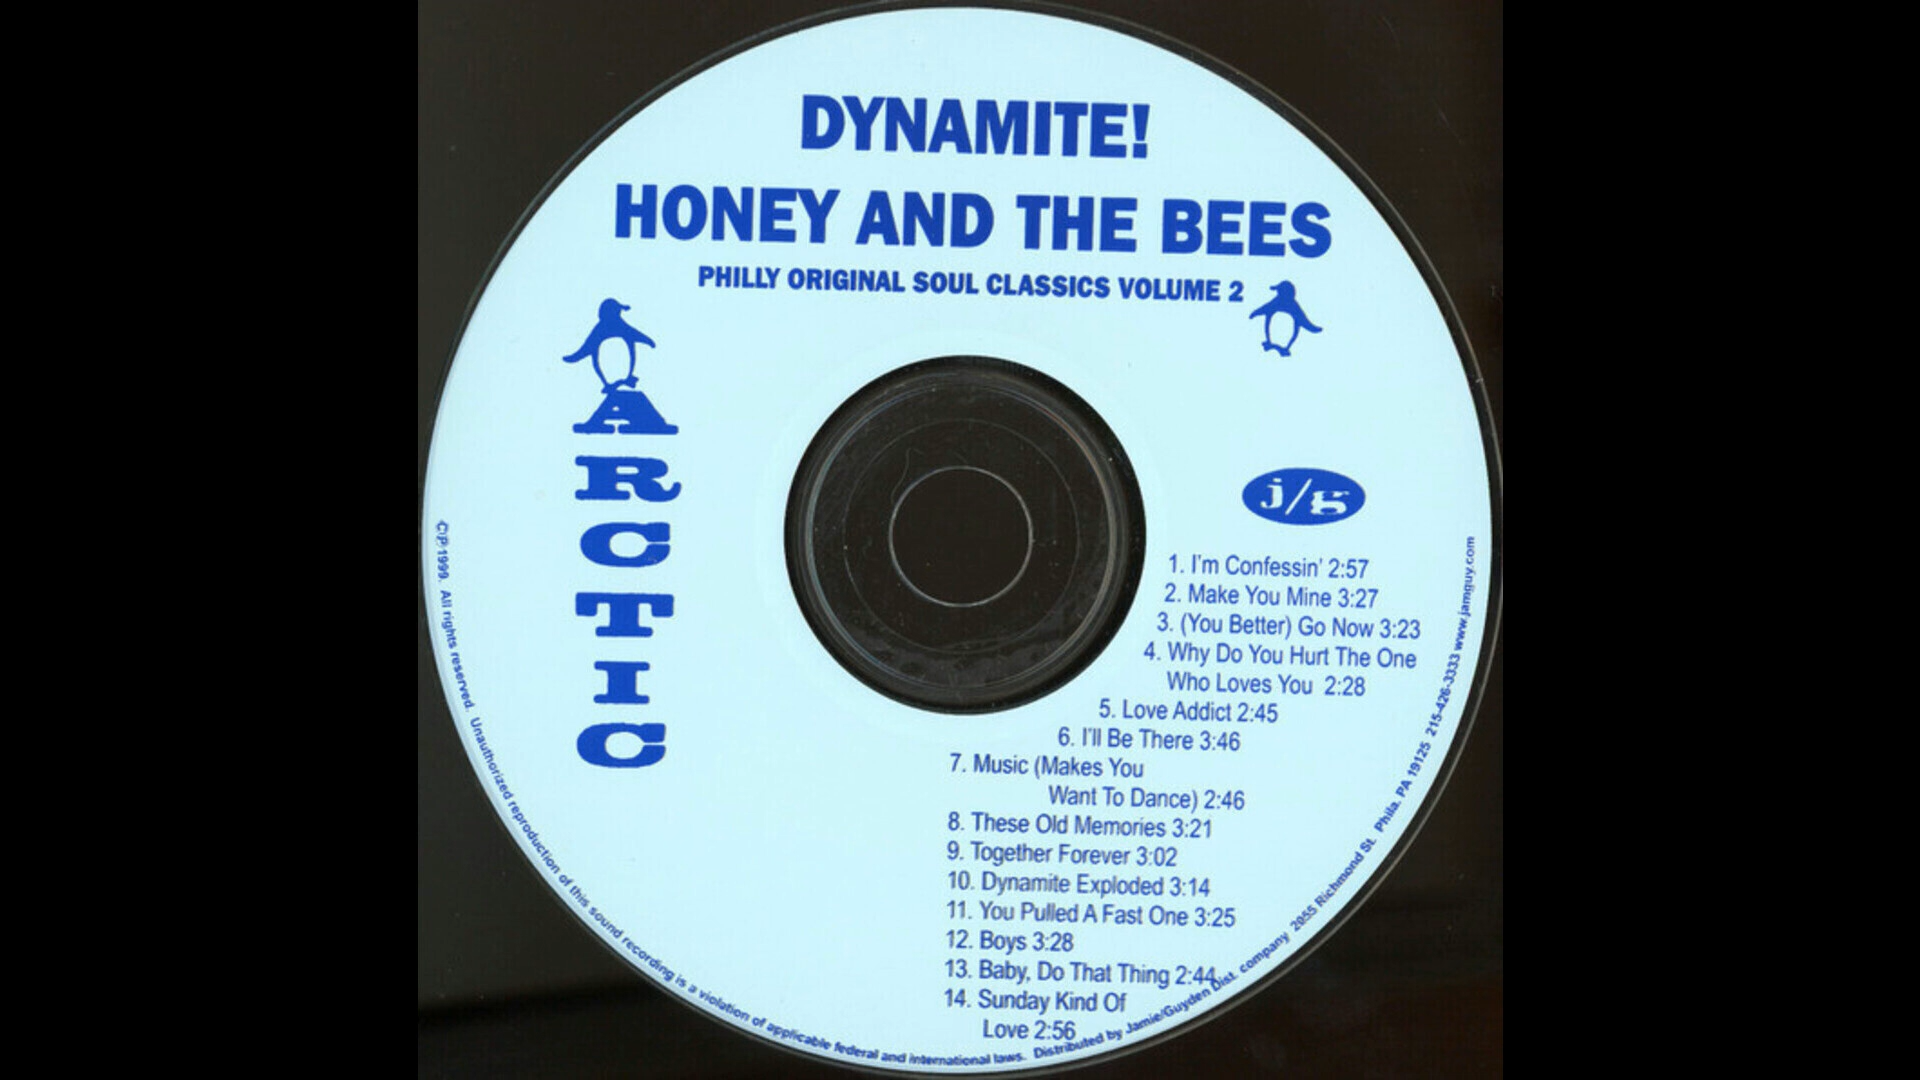 DYNAMITE!
HONEY AND THE BEES
PHILLY ORIGINAL SOUL CLASSICS VOLUME 2
ARCTIC
j/g
1. I'm Confessin' 2:57
2. Make You Mine 3:27
3. (You Better) Go Now 3:23
4. Why Do You Hurt The One
Who Loves You 2:28
5. Love Addict 2:45
6. I'll Be There 3:46
7. Music (Makes You
Want To Dance) 2:46
8. These Old Memories 3:21
9. Together Forever 3:02
10. Dynamite Exploded 3:14
11. You Pulled A Fast One 3:25
12. Boys 3:28
13. Baby, Do That Thing 2:44
14. Sunday Kind Of
Love 2:56
©℗1999. All rights reserved. Unauthorized reproduction of this sound recording is a violation of applicable federal and international laws. Distributed by Jamie/Guyden Dist. company 2055 Richmond St. Phila. PA 19125 215-426-3333 www.jamguy.com